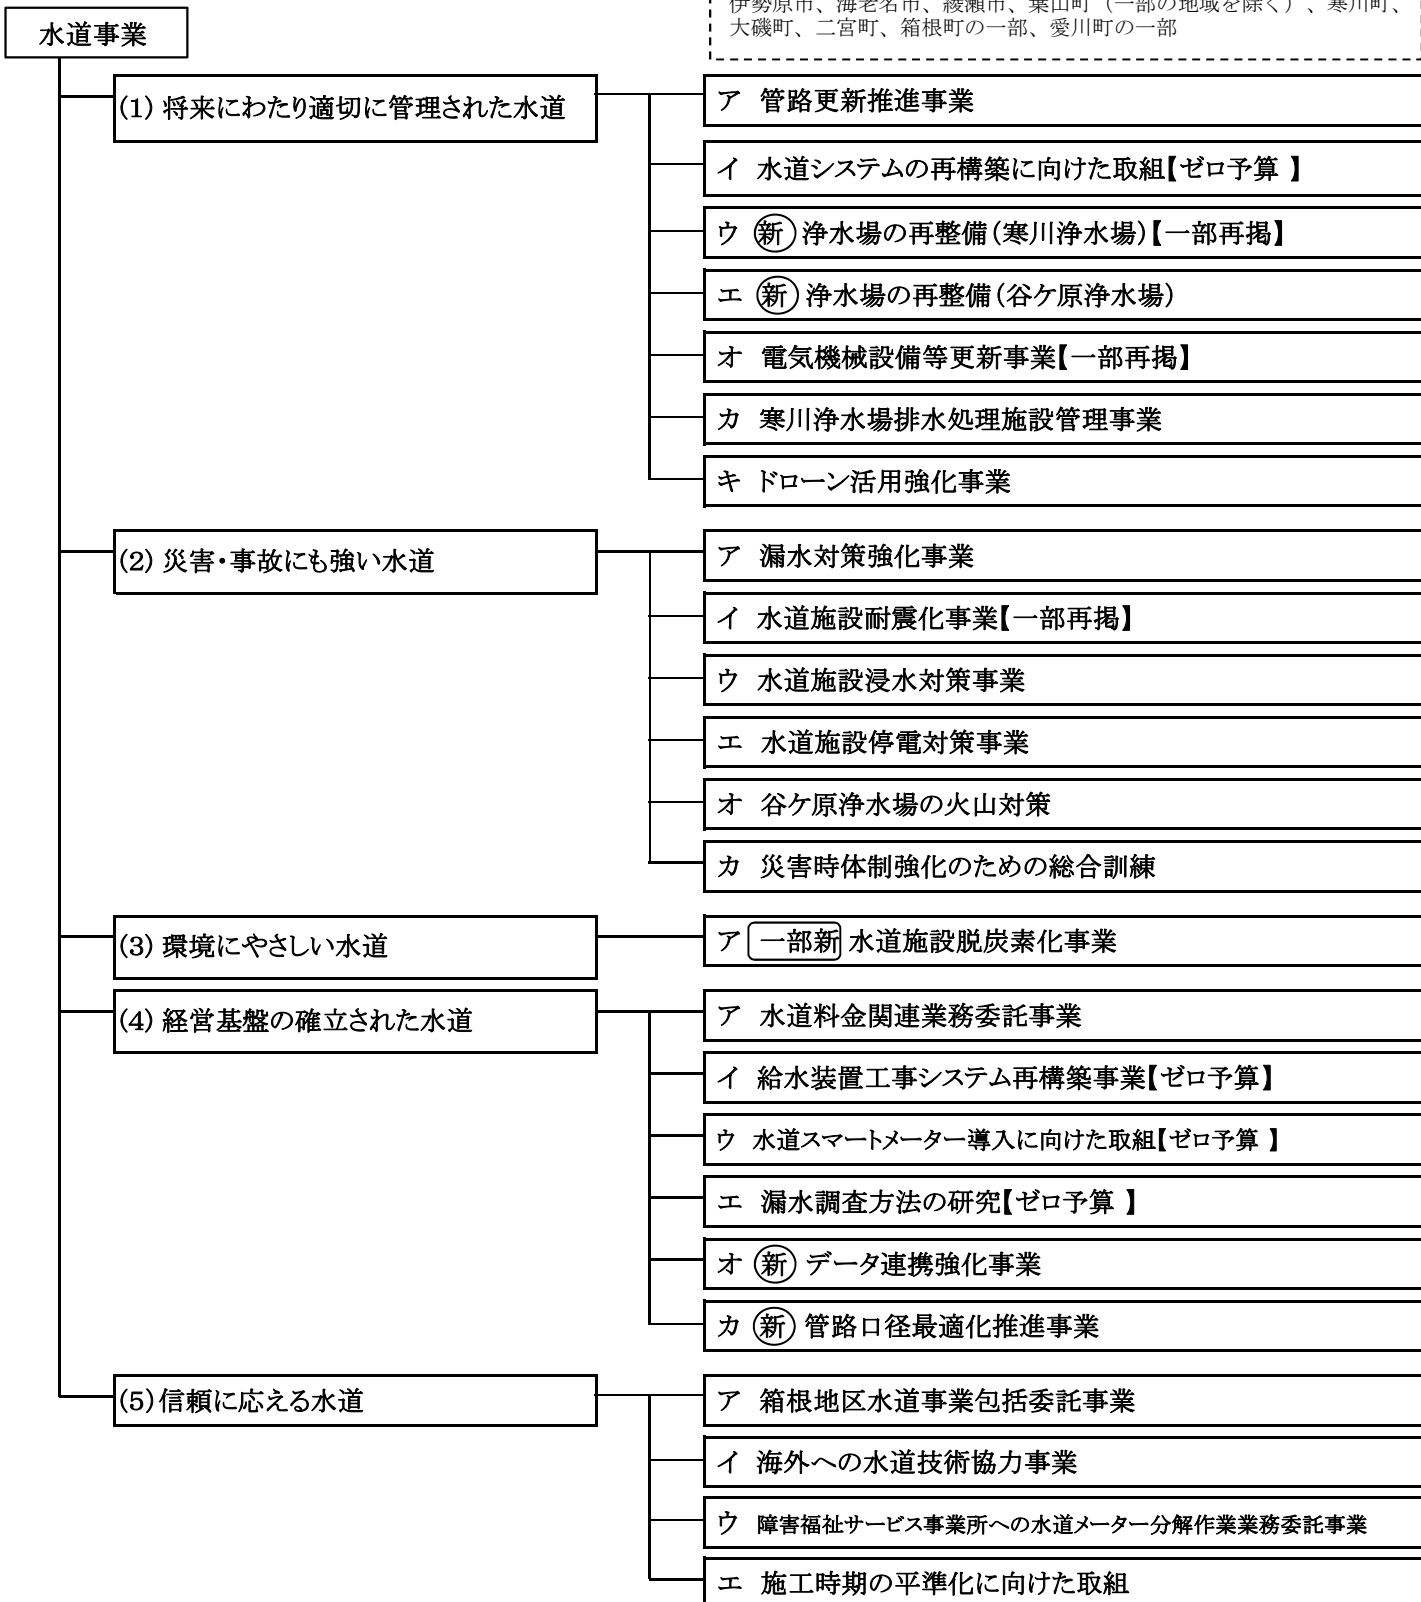 伊勢原市、海老名市、綾瀬市、葉山町（一部の地域を除く）、寒川町、
大磯町、二宮町、箱根町の一部、愛川町の一部
水道事業
(1) 将来にわたり適切に管理された水道
ア 管路更新推進事業
イ 水道システムの再構築に向けた取組【ゼロ予算 】
ウ 新 浄水場の再整備(寒川浄水場)【一部再掲】
エ 新 浄水場の再整備(谷ケ原浄水場)
オ 電気機械設備等更新事業【一部再掲】
カ 寒川浄水場排水処理施設管理事業
キ ドローン活用強化事業
(2) 災害・事故にも強い水道
ア 漏水対策強化事業
イ 水道施設耐震化事業【一部再掲】
ウ 水道施設浸水対策事業
エ 水道施設停電対策事業
オ 谷ケ原浄水場の火山対策
カ 災害時体制強化のための総合訓練
(3) 環境にやさしい水道
ア 一部新 水道施設脱炭素化事業
(4) 経営基盤の確立された水道
ア 水道料金関連業務委託事業
イ 給水装置工事システム再構築事業【ゼロ予算】
ウ 水道スマートメーター導入に向けた取組【ゼロ予算 】
エ 漏水調査方法の研究【ゼロ予算 】
オ 新 データ連携強化事業
カ 新 管路口径最適化推進事業
(5)信頼に応える水道
ア 箱根地区水道事業包括委託事業
イ 海外への水道技術協力事業
ウ 障害福祉サービス事業所への水道メーター分解作業業務委託事業
エ 施工時期の平準化に向けた取組